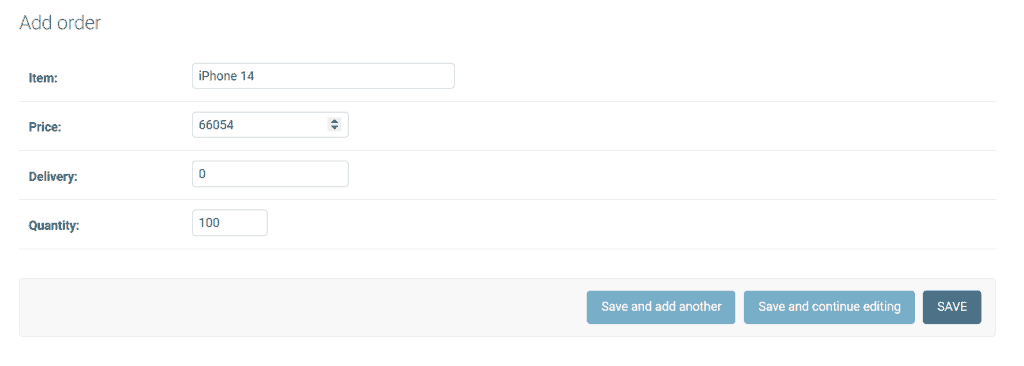 Add order
Item: iPhone 14
Price: 66054
Delivery: 0
Quantity: 100
Save and add another Save and continue editing SAVE